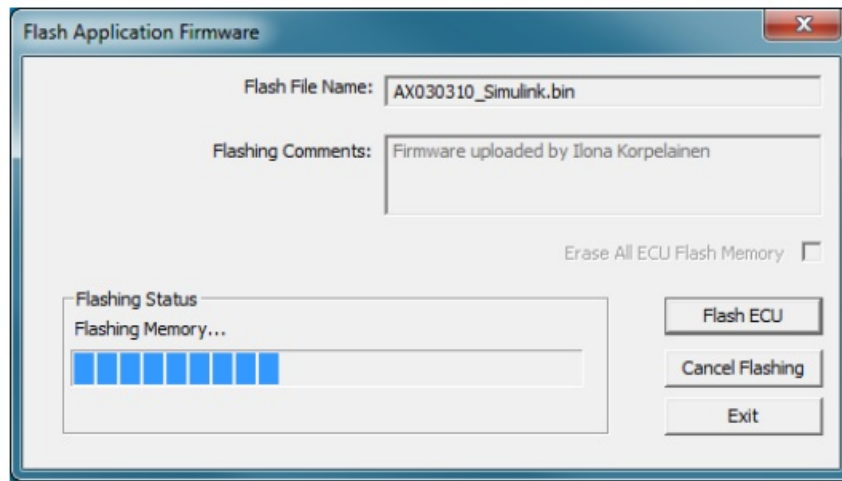 Flash Application Firmware
Flash File Name: AX030310_Simulink.bin
Flashing Comments: Firmware uploaded by Ilona Korpelainen
Erase All ECU Flash Memory
Flashing Status
Flashing Memory...
Flash ECU
Cancel Flashing
Exit